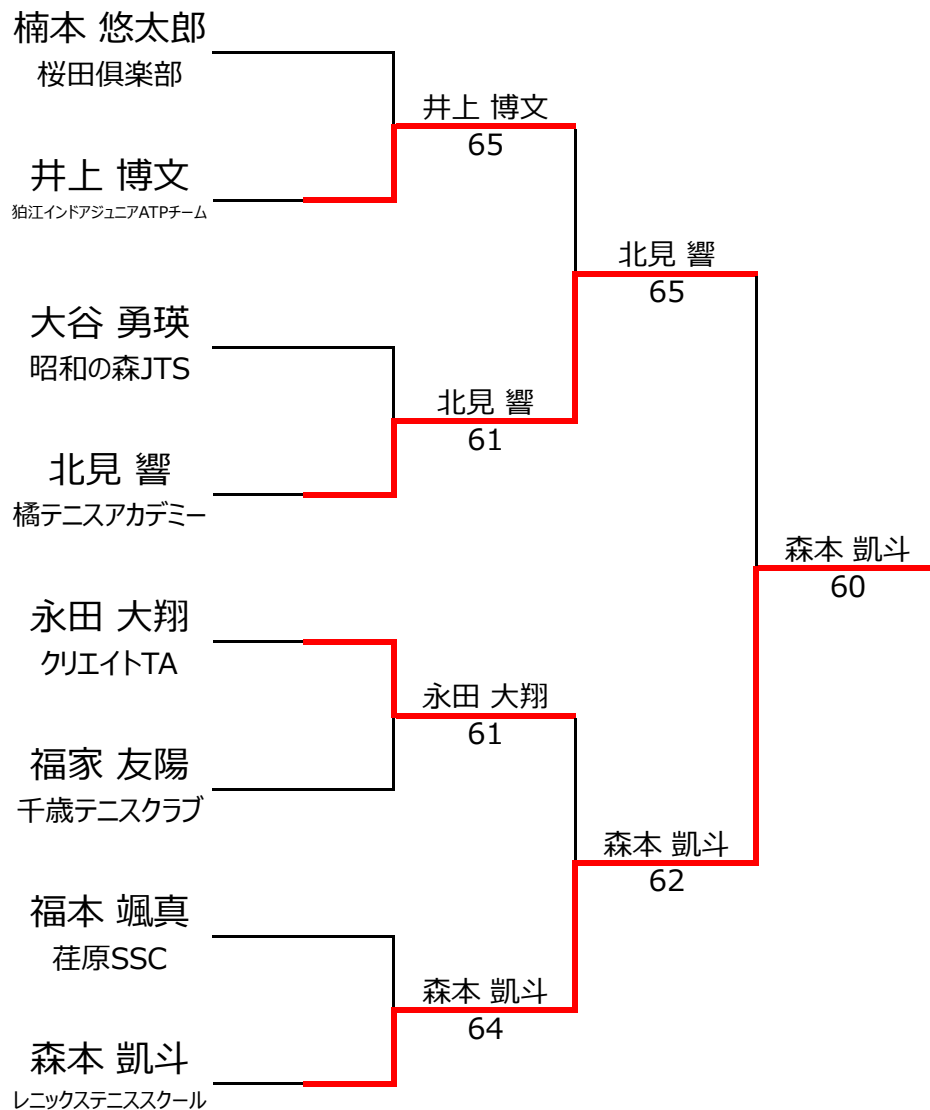 楠本 悠太郎
桜田倶楽部
井上 博文
65
井上 博文
狛江インドアジュニアATPチーム
北見 響
65
大谷 勇瑛
昭和の森JTS
北見 響
61
北見 響
橘テニスアカデミー
森本 凱斗
60
永田 大翔
クリエイトTA
永田 大翔
61
福家 友陽
千歳テニスクラブ
森本 凱斗
62
福本 颯真
荏原SSC
森本 凱斗
64
森本 凱斗
レニックステニススクール